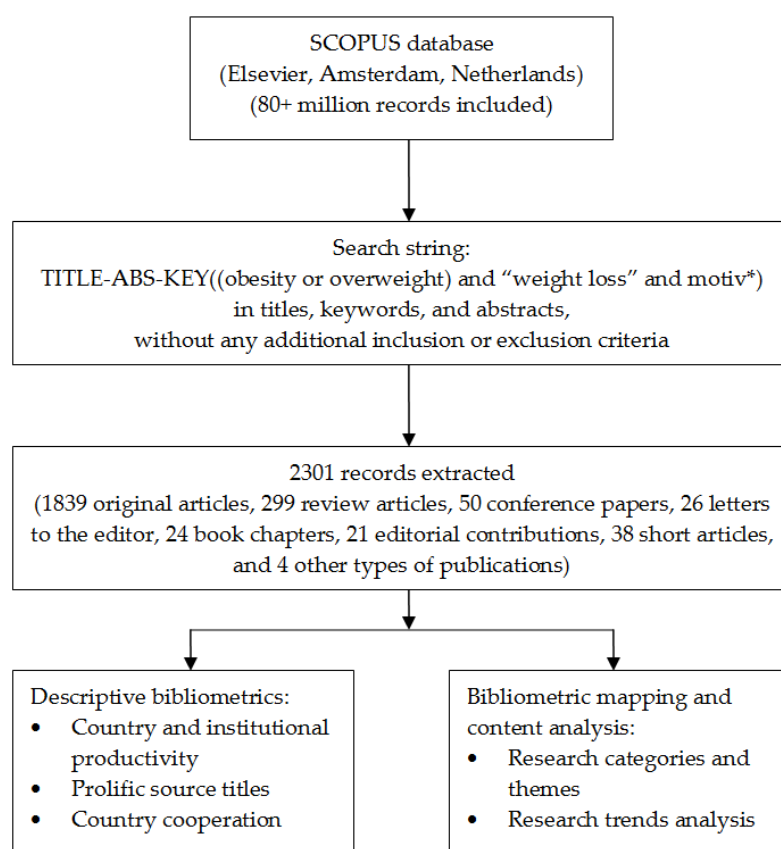 SCOPUS database
(Elsevier, Amsterdam, Netherlands)
(80+ million records included)
Search string:
TITLE-ABS-KEY((obesity or overweight) and “weight loss” and motiv*)
in titles, keywords, and abstracts,
without any additional inclusion or exclusion criteria
2301 records extracted
(1839 original articles, 299 review articles, 50 conference papers, 26 letters
to the editor, 24 book chapters, 21 editorial contributions, 38 short articles,
and 4 other types of publications)
Descriptive bibliometrics:
• Country and institutional
productivity
• Prolific source titles
• Country cooperation
Bibliometric mapping and
content analysis:
• Research categories and
themes
• Research trends analysis